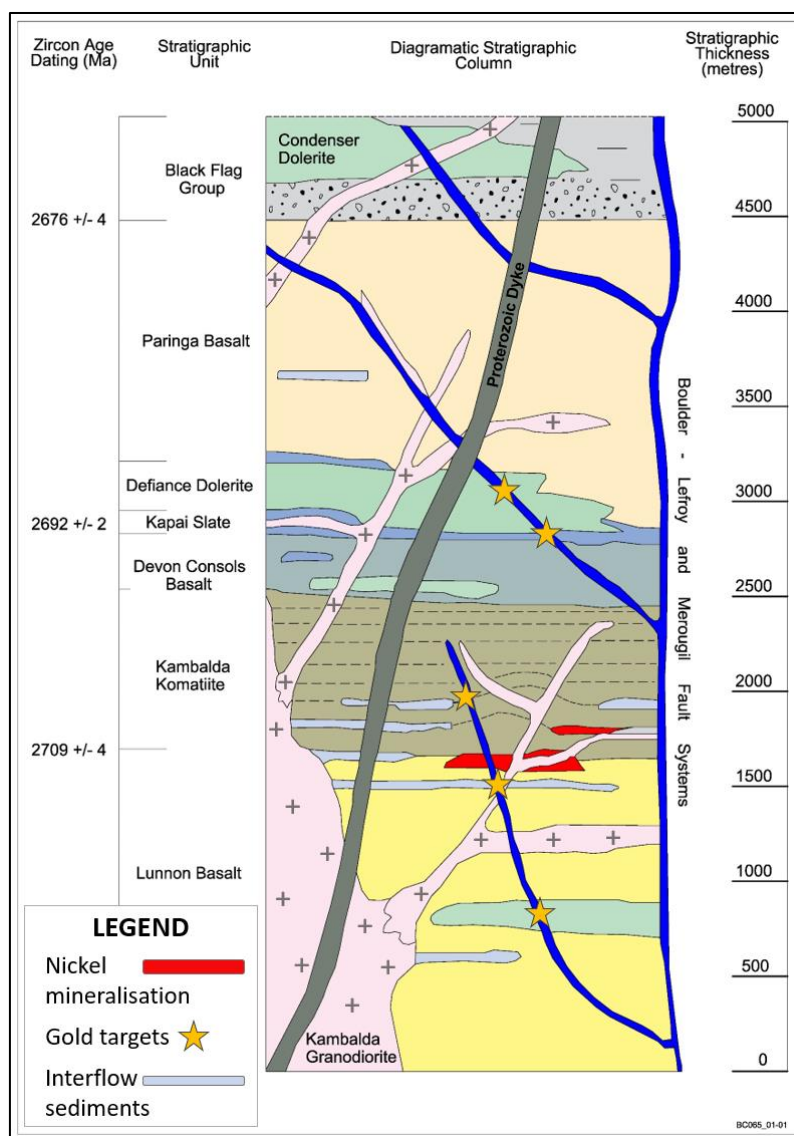 Zircon Age
Dating (Ma)
Stratigraphic
Unit
Diagramatic Stratigraphic
Column
Stratigraphic
Thickness
(metres)
5000
Condenser
Dolerite
Black Flag
Group
2676 +/- 4
4500
Proterozoic Dyke
4000
Paringa Basalt
3500
Boulder - Lefroy and Merougil Fault Systems
Defiance Dolerite
3000
Kapai Slate
2692 +/- 2
Devon Consols
Basalt
2500
Kambalda
Komatiite
2000
2709 +/- 4
1500
1000
Lunnon Basalt
500
Kambalda
Granodiorite
0
LEGEND
Nickel
mineralisation
Gold targets
Interflow
sediments
BC065_01-01